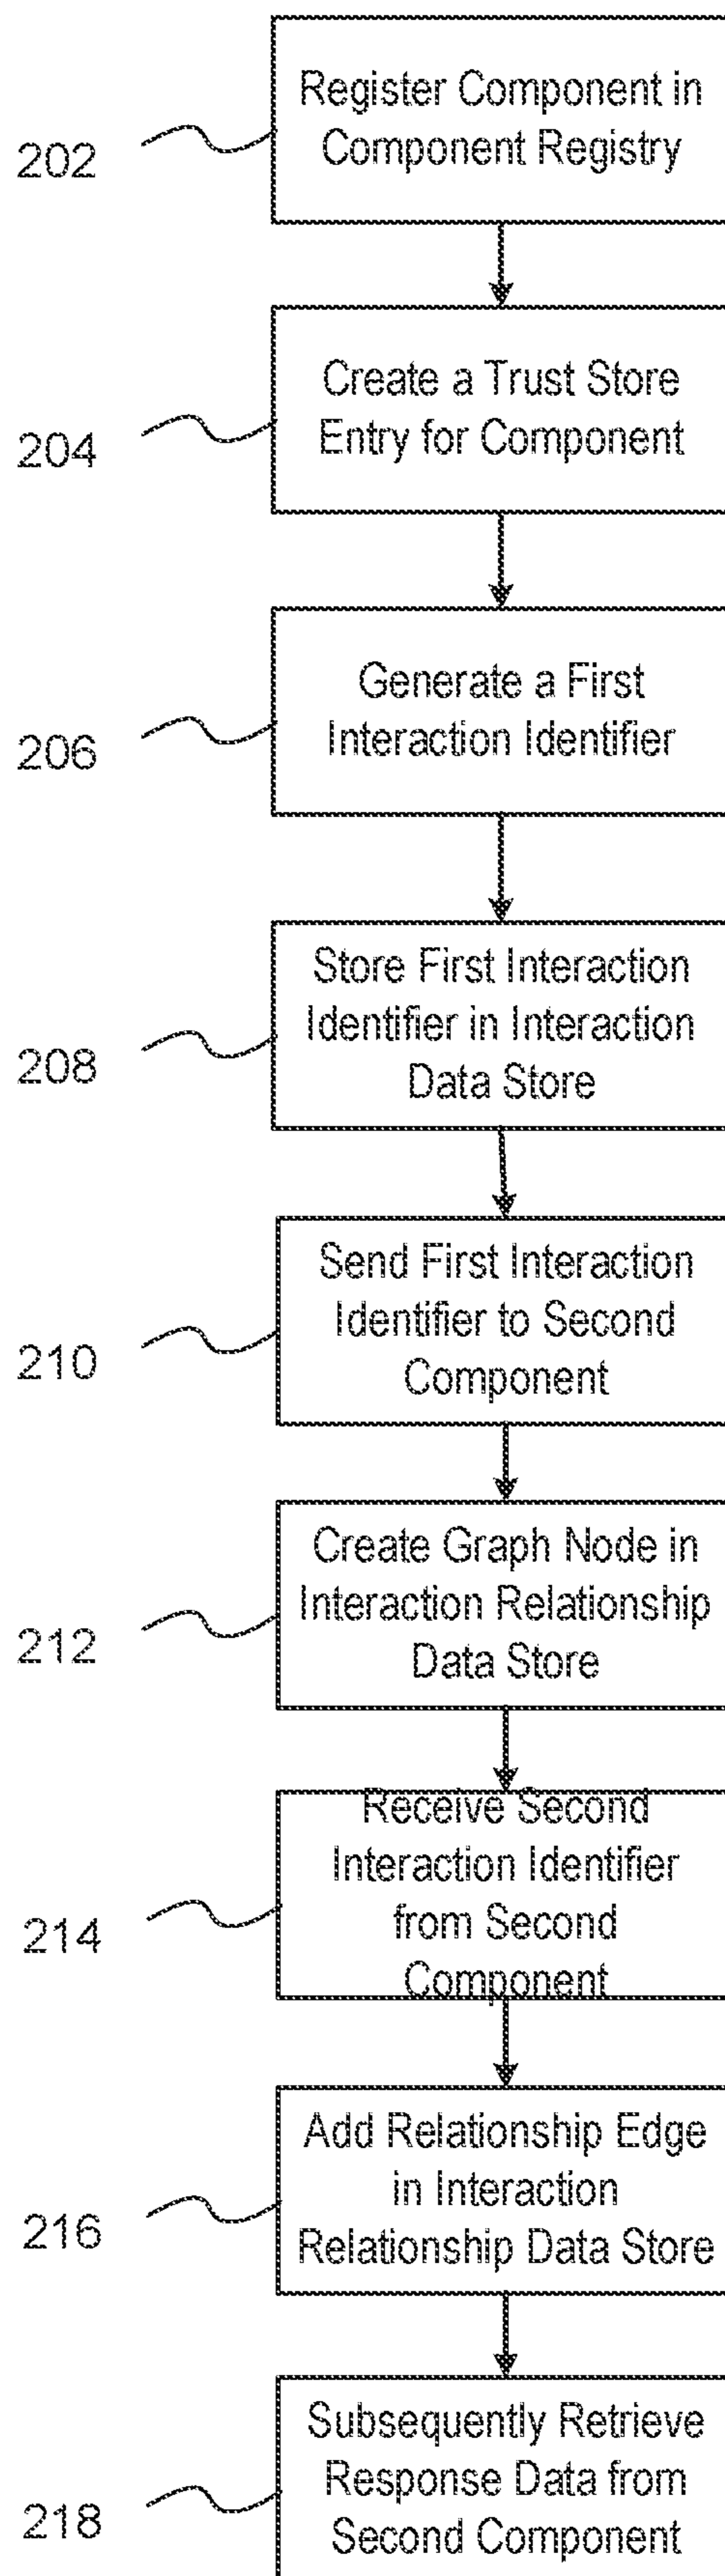 Register Component in
Component Registry
202
Create a Trust Store
Entry for Component
204
Generate a First
Interaction Identifier
206
Store First Interaction
Identifier in Interaction
Data Store
208
Send First Interaction
Identifier to Second
Component
210
Create Graph Node in
Interaction Relationship
Data Store
212
Receive Second
Interaction Identifier
from Second
Component
214
Add Relationship Edge
in Interaction
Relationship Data Store
216
Subsequently Retrieve
Response Data from
Second Component
218